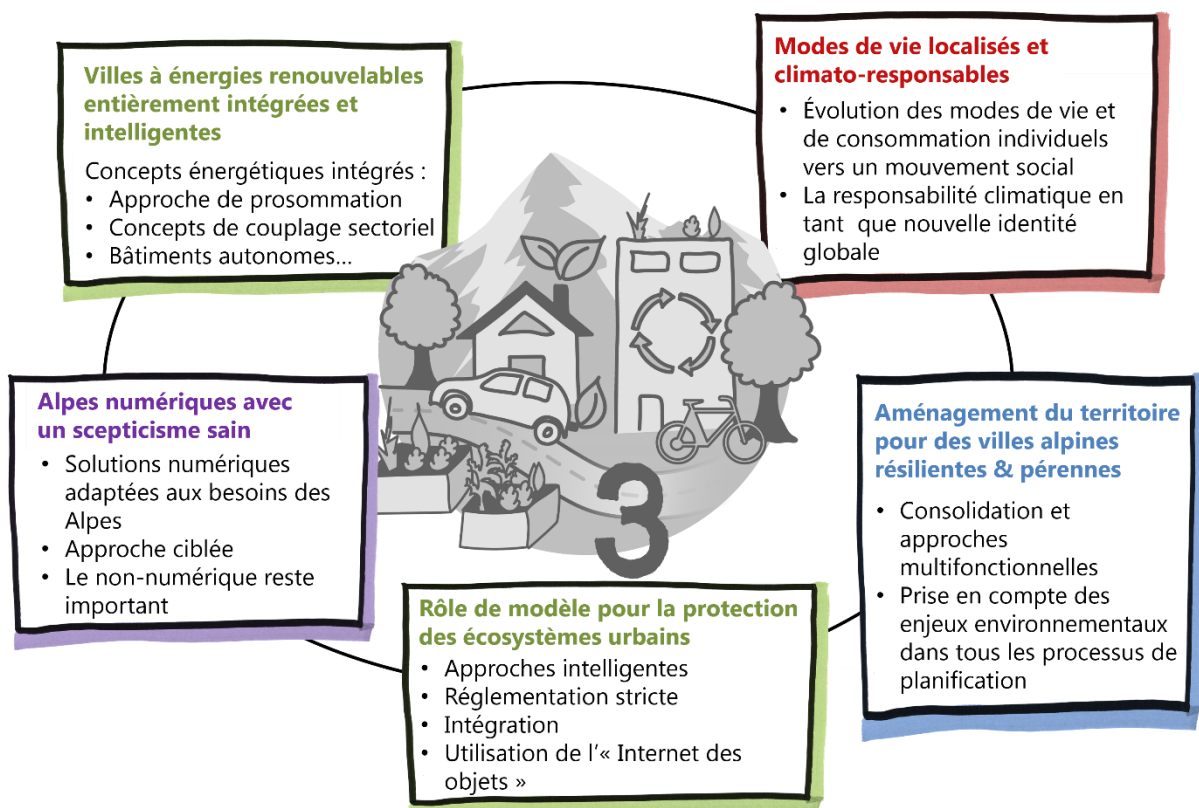 Villes à énergies renouvelables
entièrement intégrées et
intelligentes
Concepts énergétiques intégrés :
• Approche de prosommation
• Concepts de couplage sectoriel
• Bâtiments autonomes...
Modes de vie localisés et
climato-responsables
• Évolution des modes de vie et
de consommation individuels
vers un mouvement social
• La responsabilité climatique en
tant que nouvelle identité
globale
Alpes numériques avec
un scepticisme sain
• Solutions numériques
adaptées aux besoins des
Alpes
• Approche ciblée
• Le non-numérique reste
important
Aménagement du territoire
pour des villes alpines
résilientes & pérennes
• Consolidation et
approches
multifonctionnelles
• Prise en compte des
enjeux environnementaux
dans tous les processus de
planification
3
Rôle de modèle pour la protection
des écosystèmes urbains
• Approches intelligentes
• Réglementation stricte
• Intégration
• Utilisation de l'« Internet des
objets »